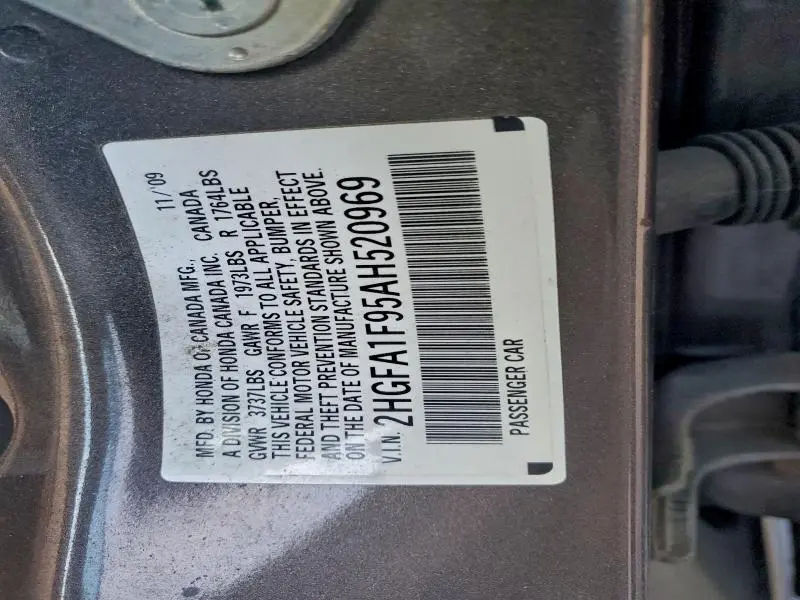 11/'09
MFD. BY HONDA OF CANADA MFG., CANADA
A DIVISION OF HONDA CANADA INC.
GVWR 3737LBS GAWR F 1973LBS R 1764LBS
THIS VEHICLE CONFORMS TO ALL APPLICABLE
FEDERAL MOTOR VEHICLE SAFETY, BUMPER,
AND THEFT PREVENTION STANDARDS IN EFFECT
ON THE DATE OF MANUFACTURE SHOWN ABOVE.
V.I.N. 2HGFA1F95AH520969
PASSENGER CAR